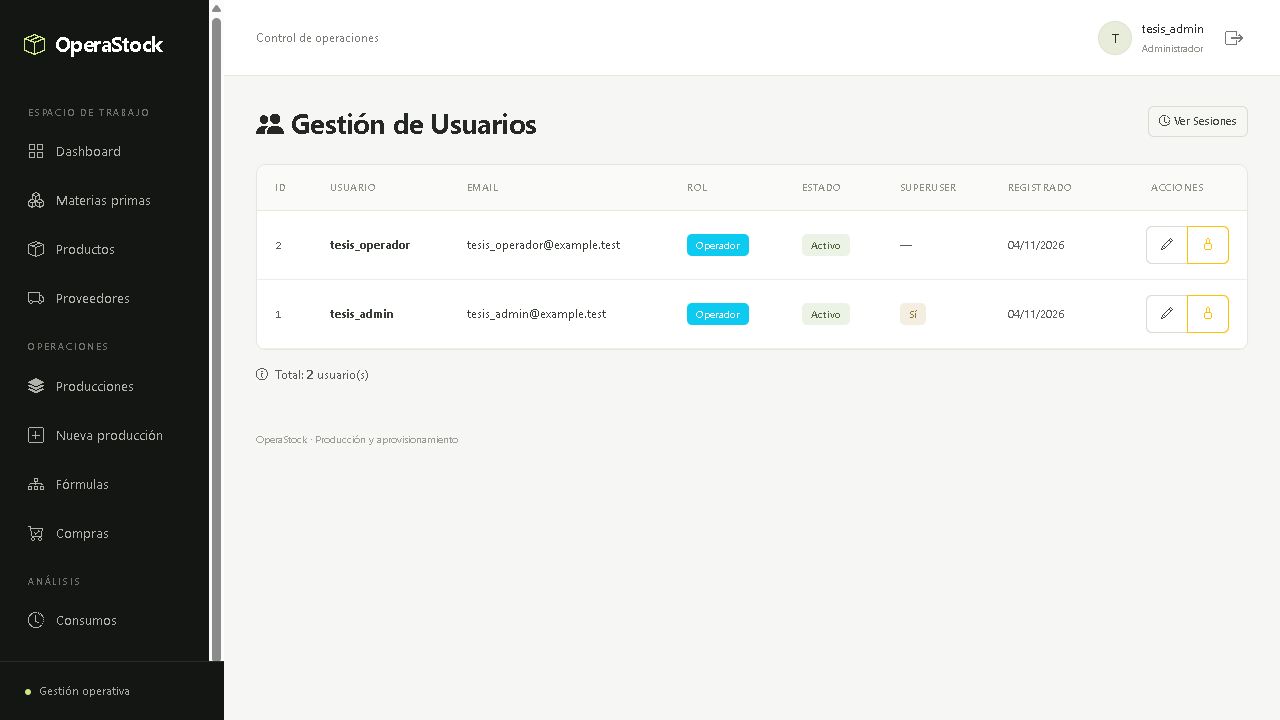 OperaStock
ESPACIO DE TRABAJO
Dashboard
Materias primas
Productos
Proveedores
OPERACIONES
Producciones
Nueva producción
Fórmulas
Compras
ANÁLISIS
Consumos
Gestión operativa
Control de operaciones
T
tesis_admin
Administrador
Gestión de Usuarios
Ver Sesiones
ID USUARIO EMAIL ROL ESTADO SUPERUSER REGISTRADO ACCIONES
2 tesis_operador tesis_operador@example.test Operador Activo — 04/11/2026
1 tesis_admin tesis_admin@example.test Operador Activo Sí 04/11/2026
Total: 2 usuario(s)
OperaStock · Producción y aprovisionamiento